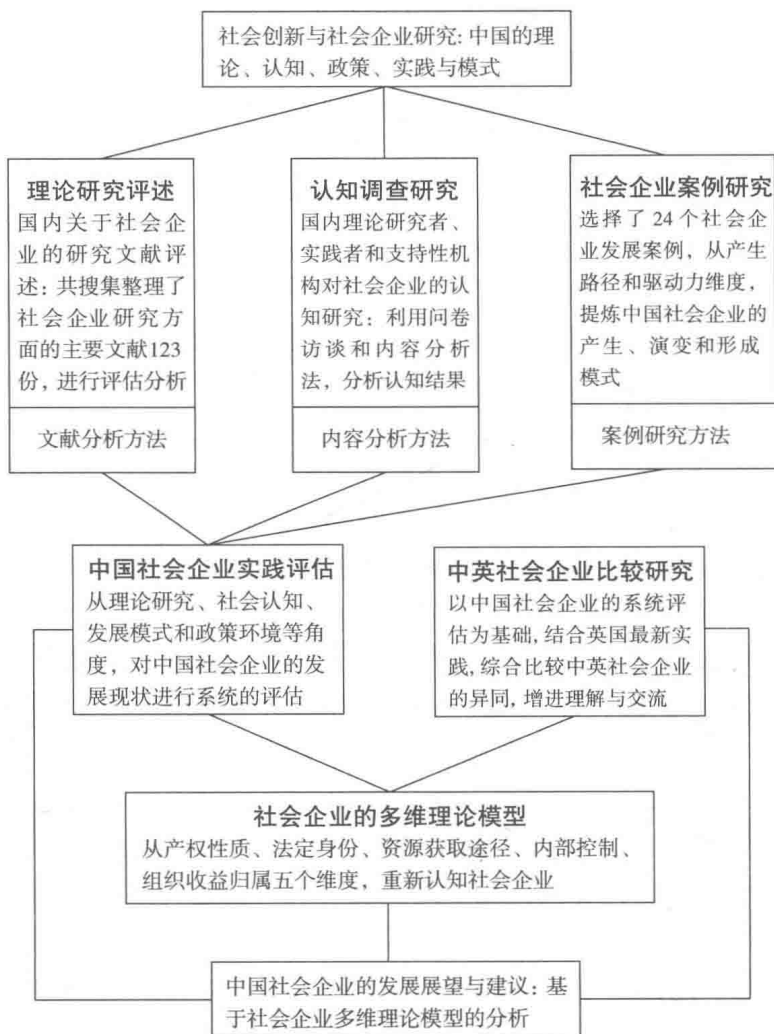 社会创新与社会企业研究: 中国的理
论、认知、政策、实践与模式
理论研究评述
国内关于社会企
业的研究文献评
述: 共搜集整理了
社会企业研究方
面的主要文献123
份, 进行评估分析
文献分析方法
认知调查研究
国内理论研究者、
实践者和支持性机
构对社会企业的认
知研究: 利用问卷
访谈和内容分析
法, 分析认知结果
内容分析方法
社会企业案例研究
选择了 24 个社会企
业发展案例, 从产生
路径和驱动力维度,
提炼中国社会企业的
产生、演变和形成
模式
案例研究方法
中国社会企业实践评估
从理论研究、社会认知、
发展模式和政策环境等角
度, 对中国社会企业的发
展现状进行系统的评估
中英社会企业比较研究
以中国社会企业的系统评
估为基础, 结合英国最新实
践, 综合比较中英社会企业
的异同, 增进理解与交流
社会企业的多维理论模型
从产权性质、法定身份、资源获取途径、内部控制、
组织收益归属五个维度, 重新认知社会企业
中国社会企业的发展展望与建议: 基
于社会企业多维理论模型的分析